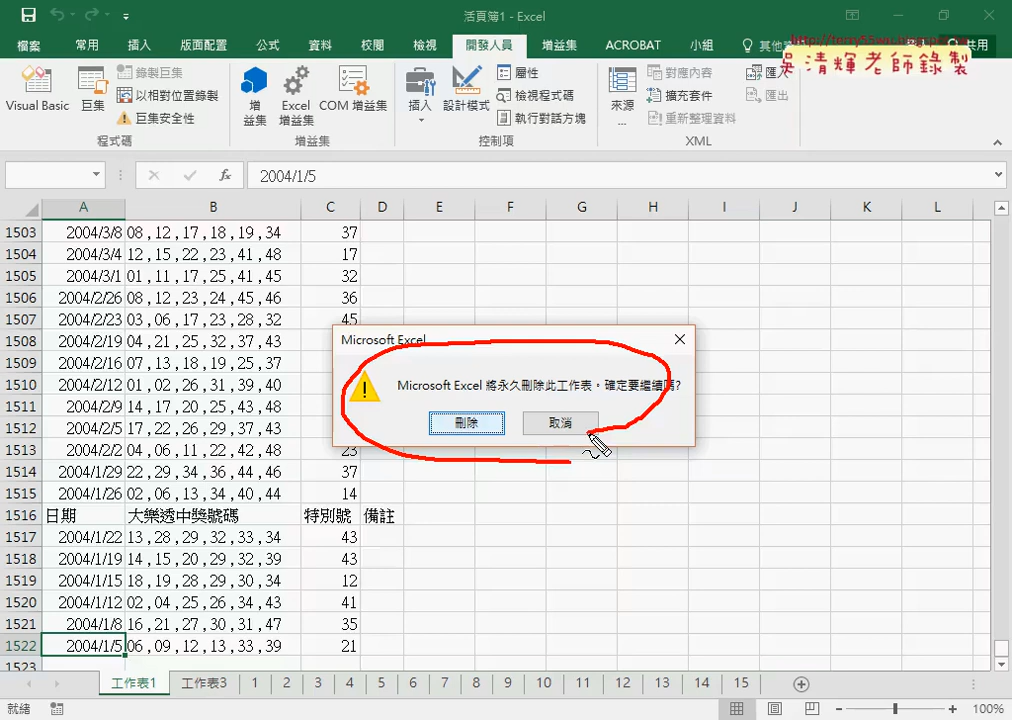 活頁簿1 - Excel
檔案 常用 插入 版面配置 公式 資料 校閱 檢視 開發人員 增益集 ACROBAT 小組 其他 共用
吳清輝老師錄製
Visual Basic 巨集 錄製巨集 以相對位置錄製 巨集安全性
增益集 Excel 增益集 COM 增益集
插入 設計模式 屬性 檢視程式碼 執行對話方塊
來源... 對應內容 擴充套件 重新整理資料 匯出
程式碼 增益集 控制項 XML
fx 2004/1/5
A B C D E F G H I J K L
1503 2004/3/8 08 , 12 , 17 , 18 , 19 , 34 37
1504 2004/3/4 12 , 15 , 22 , 23 , 41 , 48 17
1505 2004/3/1 01 , 11 , 17 , 25 , 41 , 45 32
1506 2004/2/26 08 , 12 , 23 , 24 , 45 , 46 36
1507 2004/2/23 03 , 06 , 17 , 23 , 28 , 32 45
1508 2004/2/19 04 , 21 , 25 , 32 , 37 , 43
1509 2004/2/16 07 , 13 , 18 , 19 , 25 , 37
1510 2004/2/12 01 , 02 , 26 , 31 , 39 , 40
1511 2004/2/9 14 , 17 , 20 , 25 , 43 , 48
1512 2004/2/5 17 , 22 , 26 , 29 , 37 , 43
1513 2004/2/2 04 , 06 , 11 , 22 , 42 , 48 23
1514 2004/1/29 22 , 29 , 34 , 36 , 44 , 46 37
1515 2004/1/26 02 , 06 , 13 , 34 , 40 , 44 14
1516 日期 大樂透中獎號碼 特別號 備註
1517 2004/1/22 13 , 28 , 29 , 32 , 33 , 34 43
1518 2004/1/19 14 , 15 , 20 , 29 , 32 , 39 43
1519 2004/1/15 18 , 19 , 28 , 29 , 30 , 34 12
1520 2004/1/12 02 , 04 , 25 , 26 , 34 , 43 41
1521 2004/1/8 16 , 21 , 27 , 30 , 31 , 47 35
1522 2004/1/5 06 , 09 , 12 , 13 , 33 , 39 21
1523
Microsoft Excel
Microsoft Excel 將永久刪除此工作表。確定要繼續嗎?
刪除 取消
工作表1 工作表3 1 2 3 4 5 6 7 8 9 10 11 12 13 14 15
就緒 100%